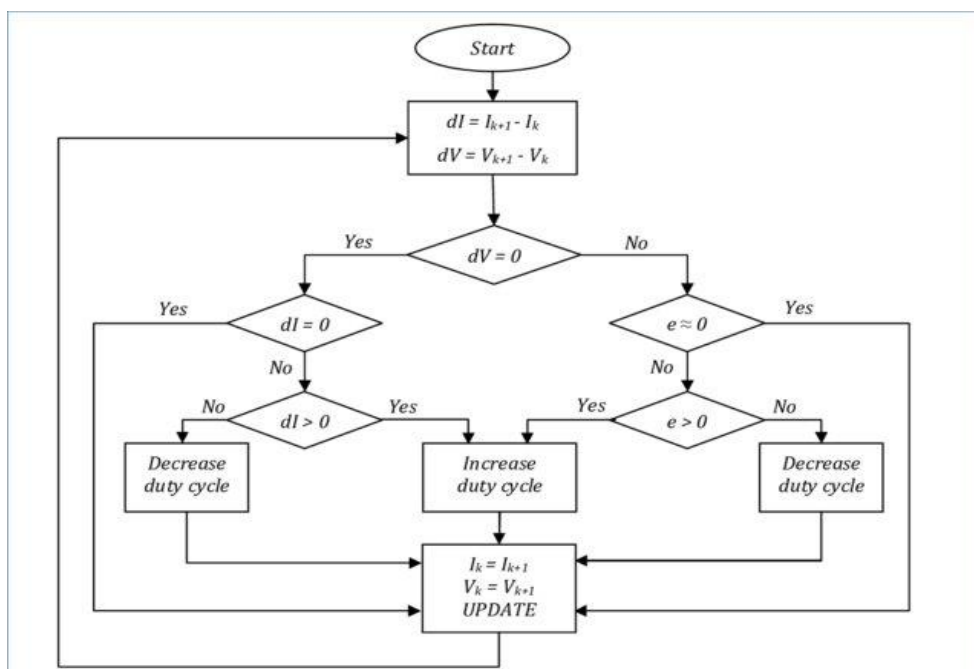 Start
dI = Iₖ₊₁ - Iₖ
dV = Vₖ₊₁ - Vₖ
Yes
dV = 0
No
Yes
dI = 0
e ≈ 0
Yes
No
No
No
dI > 0
Yes
Yes
e > 0
No
Decrease
duty cycle
Increase
duty cycle
Decrease
duty cycle
Iₖ = Iₖ₊₁
Vₖ = Vₖ₊₁
UPDATE